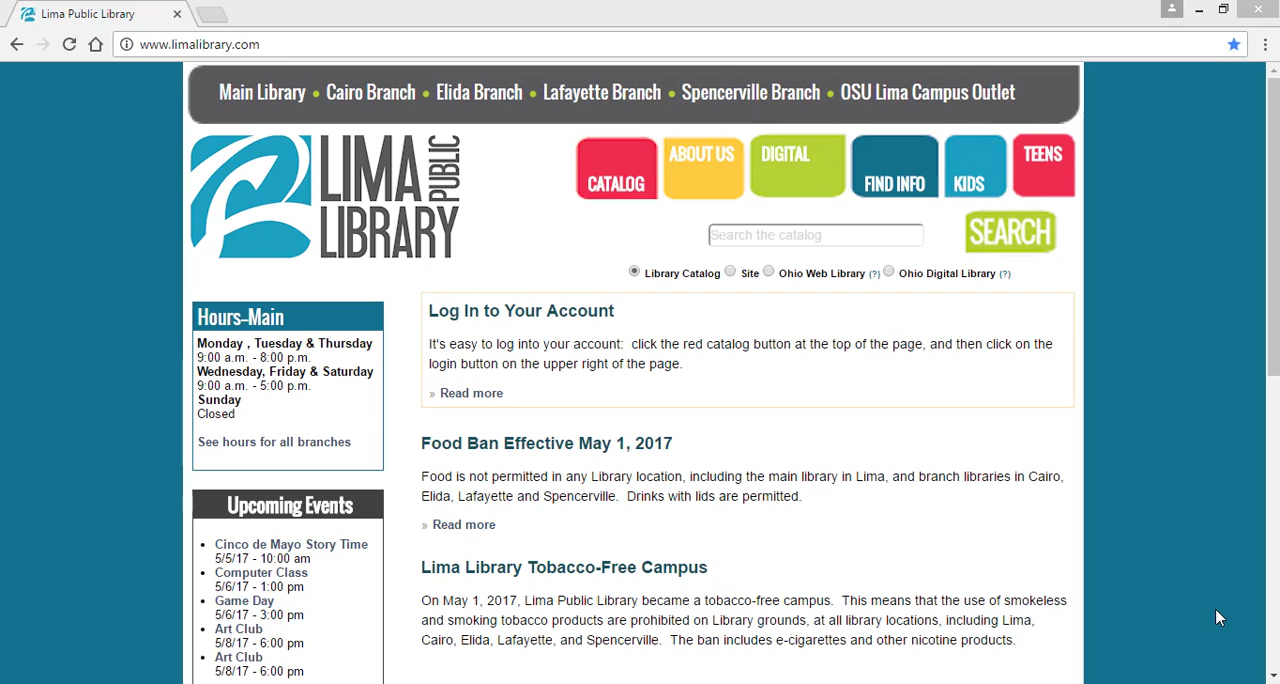 Lima Public Library
www.limalibrary.com
Main Library • Cairo Branch • Elida Branch • Lafayette Branch • Spencerville Branch • OSU Lima Campus Outlet
LIMA PUBLIC
LIBRARY
CATALOG
ABOUT US
DIGITAL
FIND INFO
KIDS
TEENS
Search the catalog
SEARCH
Library Catalog Site Ohio Web Library (?) Ohio Digital Library (?)
Hours–Main
Monday , Tuesday & Thursday
9:00 a.m. - 8:00 p.m.
Wednesday, Friday & Saturday
9:00 a.m. - 5:00 p.m.
Sunday
Closed
See hours for all branches
Upcoming Events
• Cinco de Mayo Story Time
5/5/17 - 10:00 am
• Computer Class
5/6/17 - 1:00 pm
• Game Day
5/6/17 - 3:00 pm
• Art Club
5/8/17 - 6:00 pm
• Art Club
5/8/17 - 6:00 pm
Log In to Your Account
It's easy to log into your account: click the red catalog button at the top of the page, and then click on the
login button on the upper right of the page.
» Read more
Food Ban Effective May 1, 2017
Food is not permitted in any Library location, including the main library in Lima, and branch libraries in Cairo,
Elida, Lafayette and Spencerville. Drinks with lids are permitted.
» Read more
Lima Library Tobacco-Free Campus
On May 1, 2017, Lima Public Library became a tobacco-free campus. This means that the use of smokeless
and smoking tobacco products are prohibited on Library grounds, at all library locations, including Lima,
Cairo, Elida, Lafayette, and Spencerville. The ban includes e-cigarettes and other nicotine products.